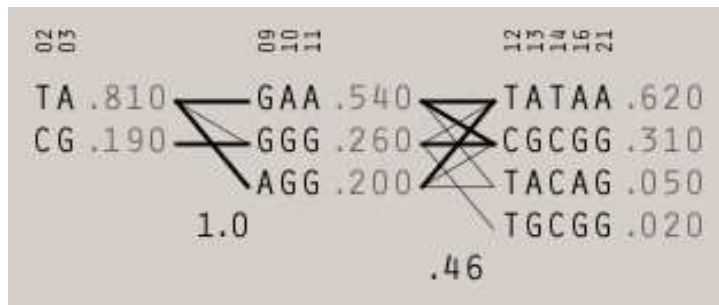 02 03 09 10 11 12 13 14 16 21
TA .810 GAA .540 TATAA .620
CG .190 GGG .260 CGCGG .310
AGG .200 TACAG .050
1.0 TGCGG .020
.46